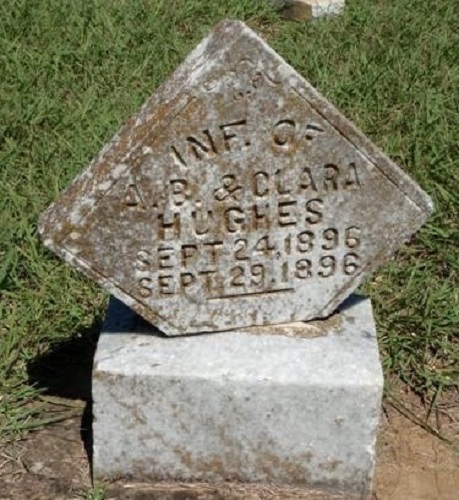 INF. OF
A. B. & CLARA
HUGHES
SEPT. 24, 1896
SEPT. 29, 1896